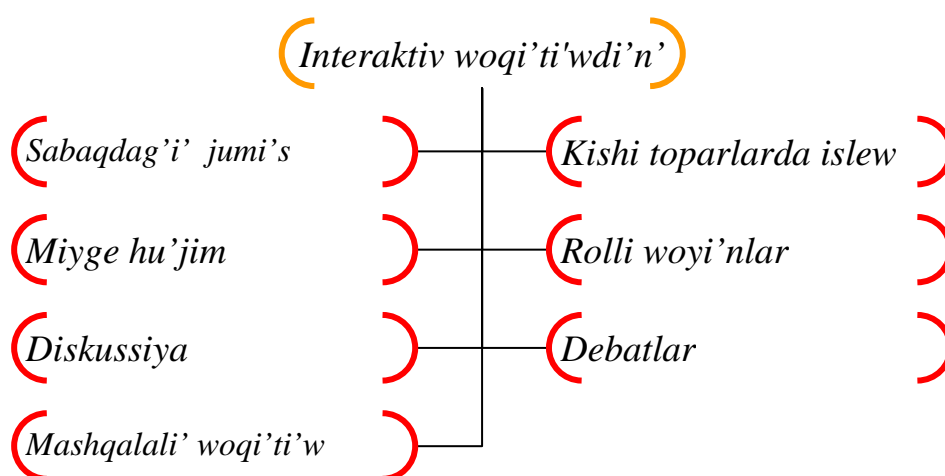 Interaktiv woqi’ti'wdi’n’
Sabaqdag’i’ jumi’s
Kishi toparlarda islew
Miyge hu’jim
Rolli woyi’nlar
Diskussiya
Debatlar
Mashqalali’ woqi’ti’w